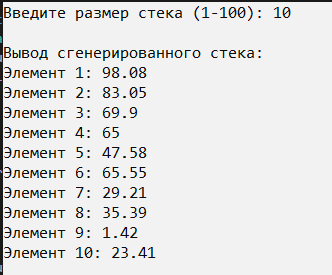 Введите размер стека (1-100): 10
Вывод сгенерированного стека:
Элемент 1: 98.08
Элемент 2: 83.05
Элемент 3: 69.9
Элемент 4: 65
Элемент 5: 47.58
Элемент 6: 65.55
Элемент 7: 29.21
Элемент 8: 35.39
Элемент 9: 1.42
Элемент 10: 23.41